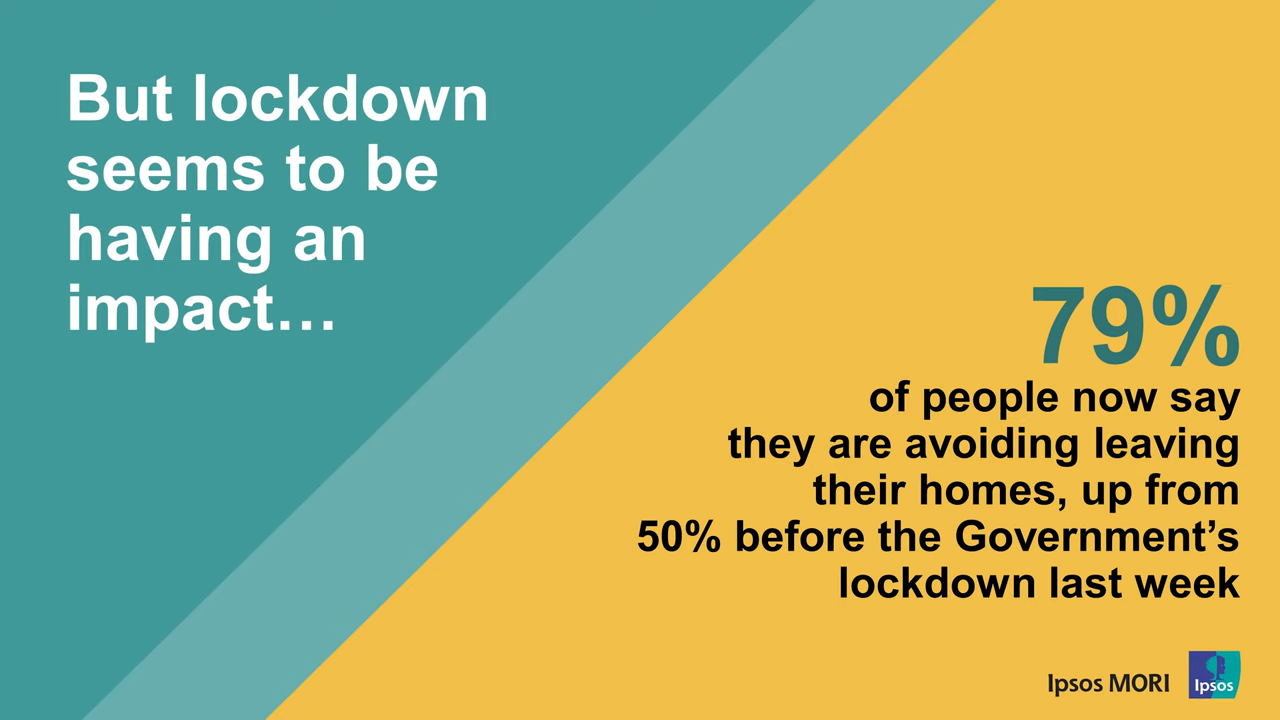 But lockdown
seems to be
having an
impact…
79%
of people now say
they are avoiding leaving
their homes, up from
50% before the Government’s
lockdown last week
Ipsos MORI
Ipsos